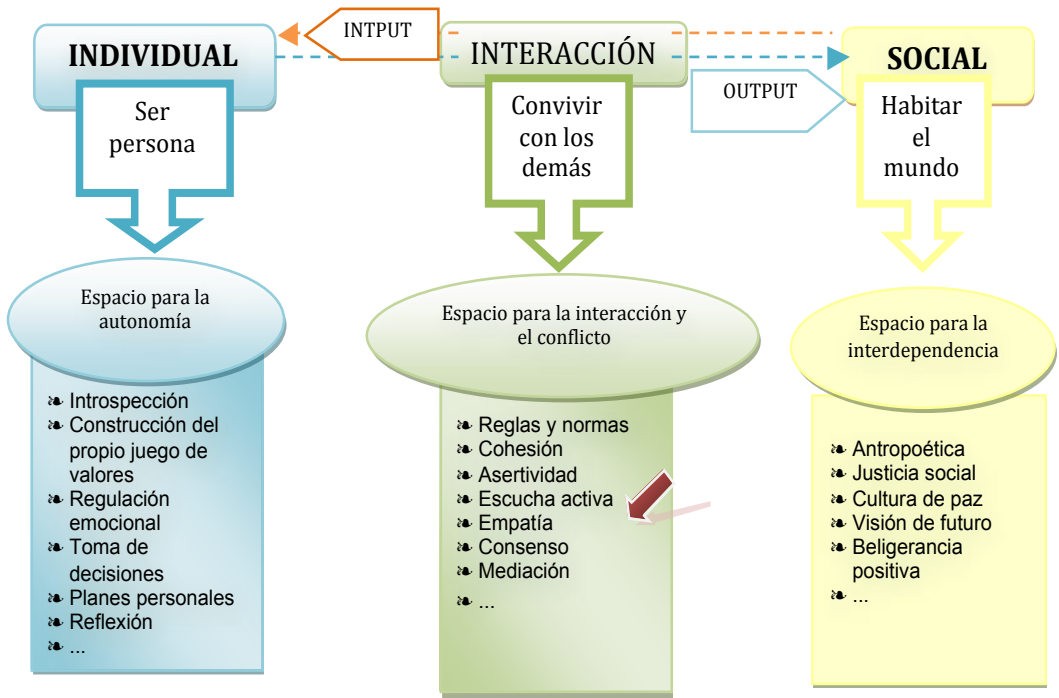 INDIVIDUAL
INTPUT
INTERACCIÓN
SOCIAL
OUTPUT
Ser
persona
Convivir
con los
demás
Habitar
el
mundo
Espacio para la
autonomía
❧ Introspección
❧ Construcción del
propio juego de
valores
❧ Regulación
emocional
❧ Toma de
decisiones
❧ Planes personales
❧ Reflexión
❧ ...
Espacio para la interacción y
el conflicto
❧ Reglas y normas
❧ Cohesión
❧ Asertividad
❧ Escucha activa
❧ Empatía
❧ Consenso
❧ Mediación
❧ ...
Espacio para la
interdependencia
❧ Antropoética
❧ Justicia social
❧ Cultura de paz
❧ Visión de futuro
❧ Beligerancia
positiva
❧ ...